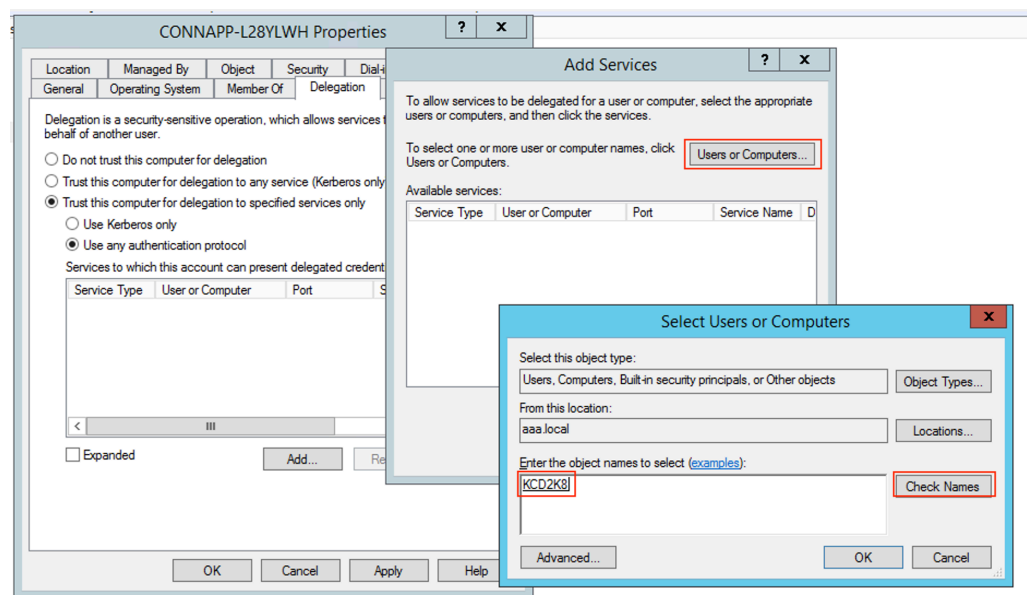 CONNAPP-L28YLWH Properties
? x
Location Managed By Object Security Dial-i
General Operating System Member Of Delegation
Delegation is a security-sensitive operation, which allows services
behalf of another user.
Do not trust this computer for delegation
Trust this computer for delegation to any service (Kerberos only
Trust this computer for delegation to specified services only
Use Kerberos only
Use any authentication protocol
Services to which this account can present delegated credent
Service Type User or Computer Port S
Expanded
Add... Re
OK Cancel Apply Help
Add Services
? x
To allow services to be delegated for a user or computer, select the appropriate
users or computers, and then click the services.
To select one or more user or computer names, click
Users or Computers.
Users or Computers...
Available services:
Service Type User or Computer Port Service Name D
Select Users or Computers
x
Select this object type:
Users, Computers, Built-in security principals, or Other objects
Object Types...
From this location:
aaa.local
Locations...
Enter the object names to select (examples):
KCD2K8
Check Names
Advanced...
OK Cancel